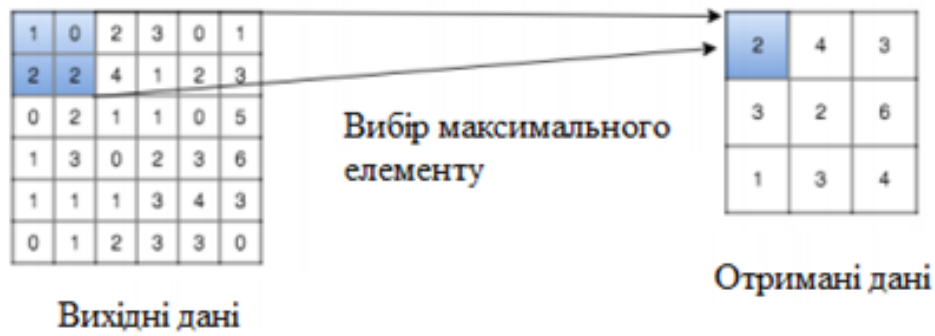 1 0 2 3 0 1
2 2 4 1 2 3
0 2 1 1 0 5
1 3 0 2 3 6
1 1 1 3 4 3
0 1 2 3 3 0
Вихідні дані
Вибір максимального
елементу
2 4 3
3 2 6
1 3 4
Отримані дані